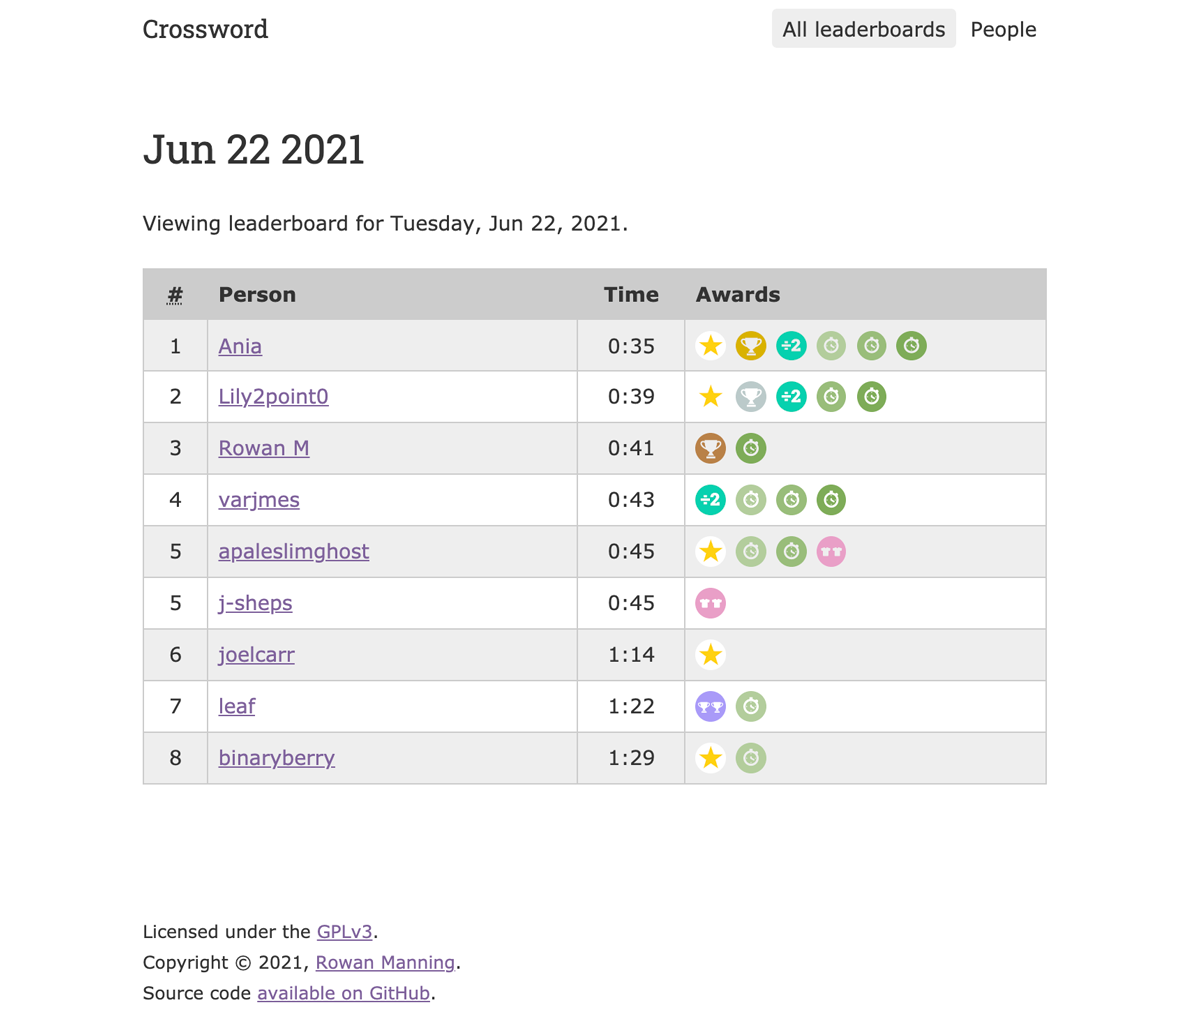 Crossword All leaderboards People
Jun 22 2021
Viewing leaderboard for Tuesday, Jun 22, 2021.
# Person Time Awards
1 Ania 0:35 ÷2
2 Lily2point0 0:39 ÷2
3 Rowan M 0:41
4 varjmes 0:43 ÷2
5 apaleslimghost 0:45
5 j-sheps 0:45
6 joelcarr 1:14
7 leaf 1:22
8 binaryberry 1:29
Licensed under the GPLv3.
Copyright © 2021, Rowan Manning.
Source code available on GitHub.